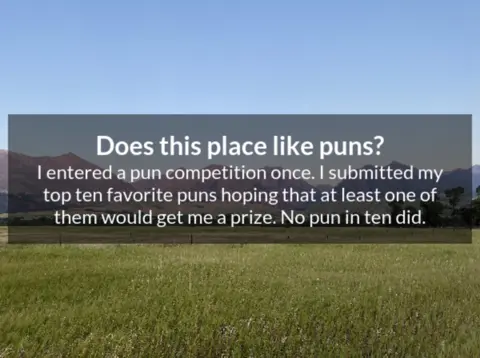 Does this place like puns?
I entered a pun competition once. I submitted my
top ten favorite puns hoping that at least one of
them would get me a prize. No pun in ten did.